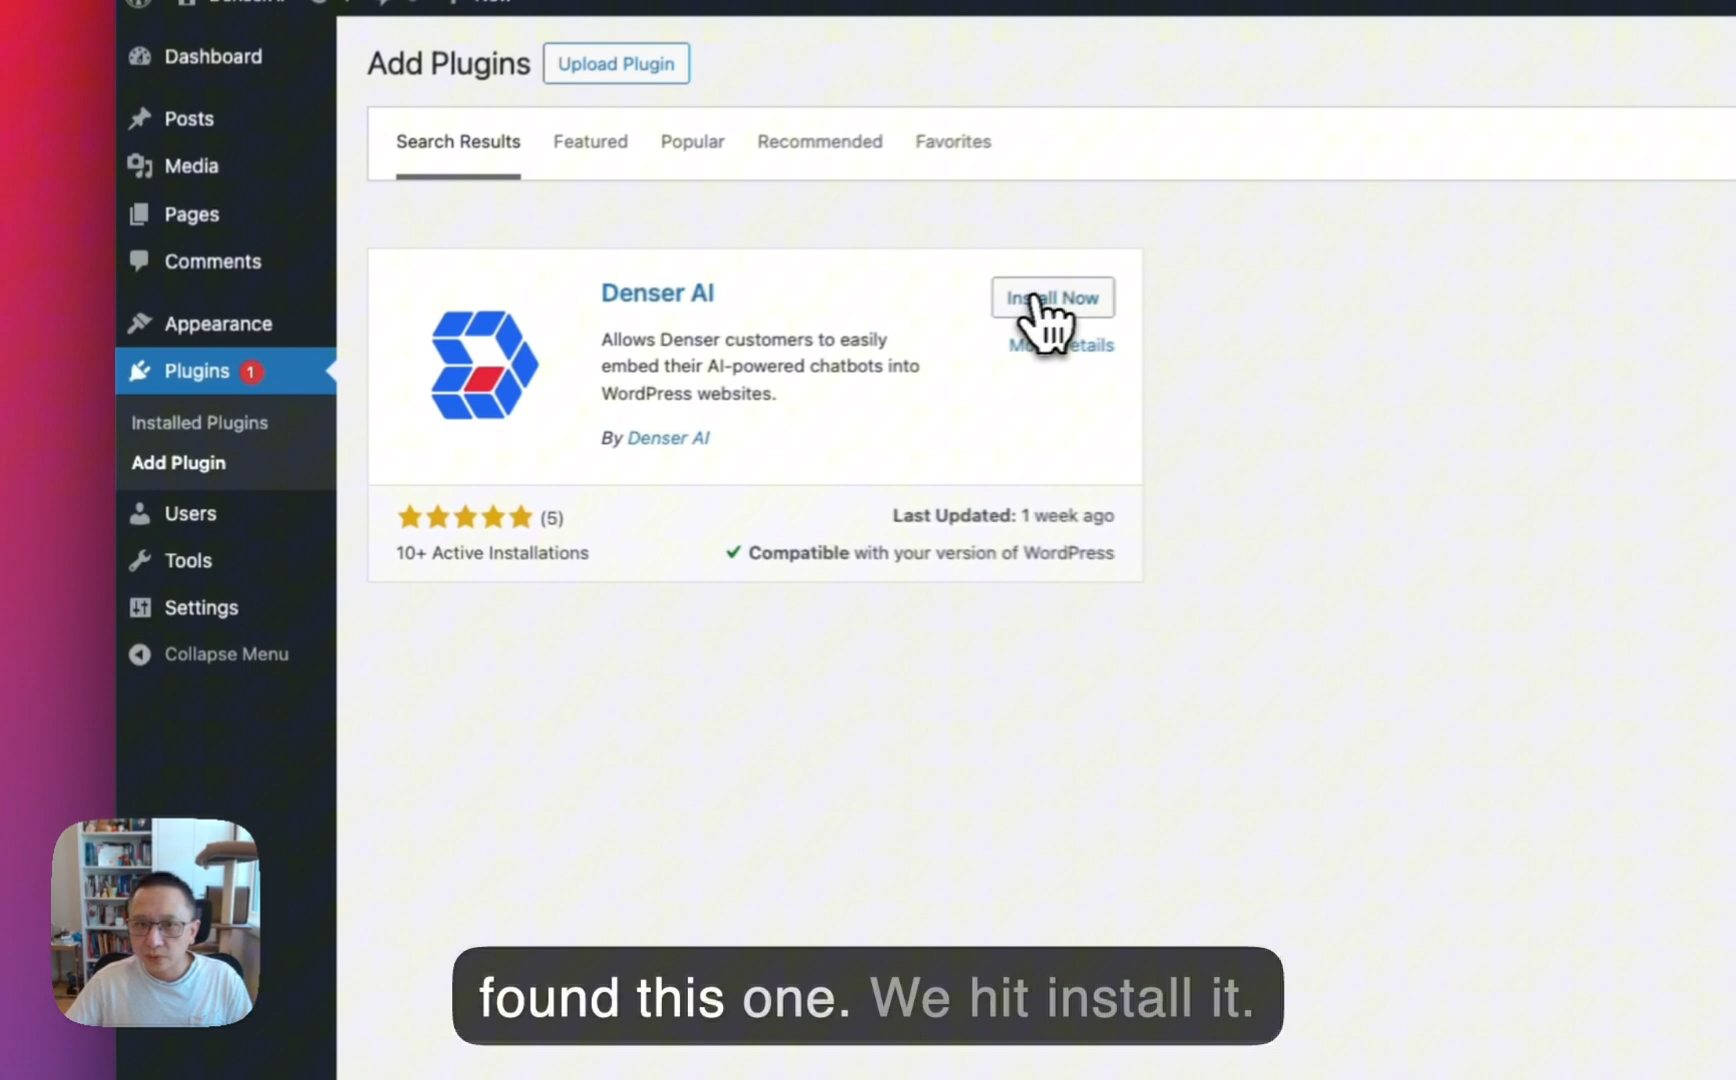 Dashboard
Posts
Media
Pages
Comments
Appearance
Plugins 1
Installed Plugins
Add Plugin
Users
Tools
Settings
Collapse Menu
Add Plugins Upload Plugin
Search Results Featured Popular Recommended Favorites
Denser AI
Install Now
Allows Denser customers to easily
embed their AI-powered chatbots into
WordPress websites.
By Denser AI
(5)
10+ Active Installations
Last Updated: 1 week ago
Compatible with your version of WordPress
found this one. We hit install it.